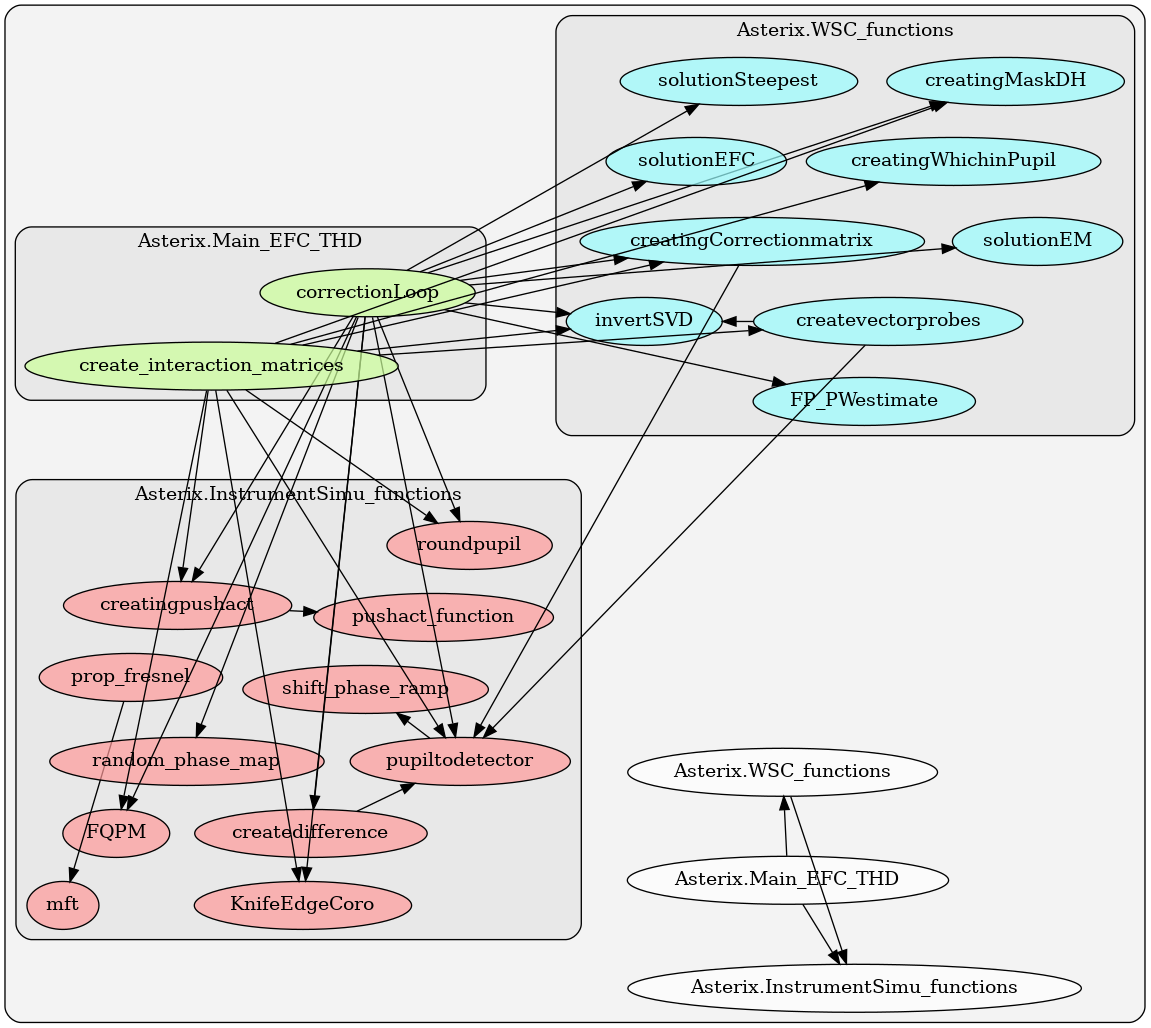 Asterix.WSC_functions
solutionSteepest
creatingMaskDH
solutionEFC
creatingWhichinPupil
creatingCorrectionmatrix
solutionEM
invertSVD
createvectorprobes
FP_PWestimate
Asterix.Main_EFC_THD
correctionLoop
create_interaction_matrices
Asterix.InstrumentSimu_functions
roundpupil
creatingpushact
pushact_function
prop_fresnel
shift_phase_ramp
random_phase_map
pupiltodetector
FQPM
createdifference
mft
KnifeEdgeCoro
Asterix.WSC_functions
Asterix.Main_EFC_THD
Asterix.InstrumentSimu_functions